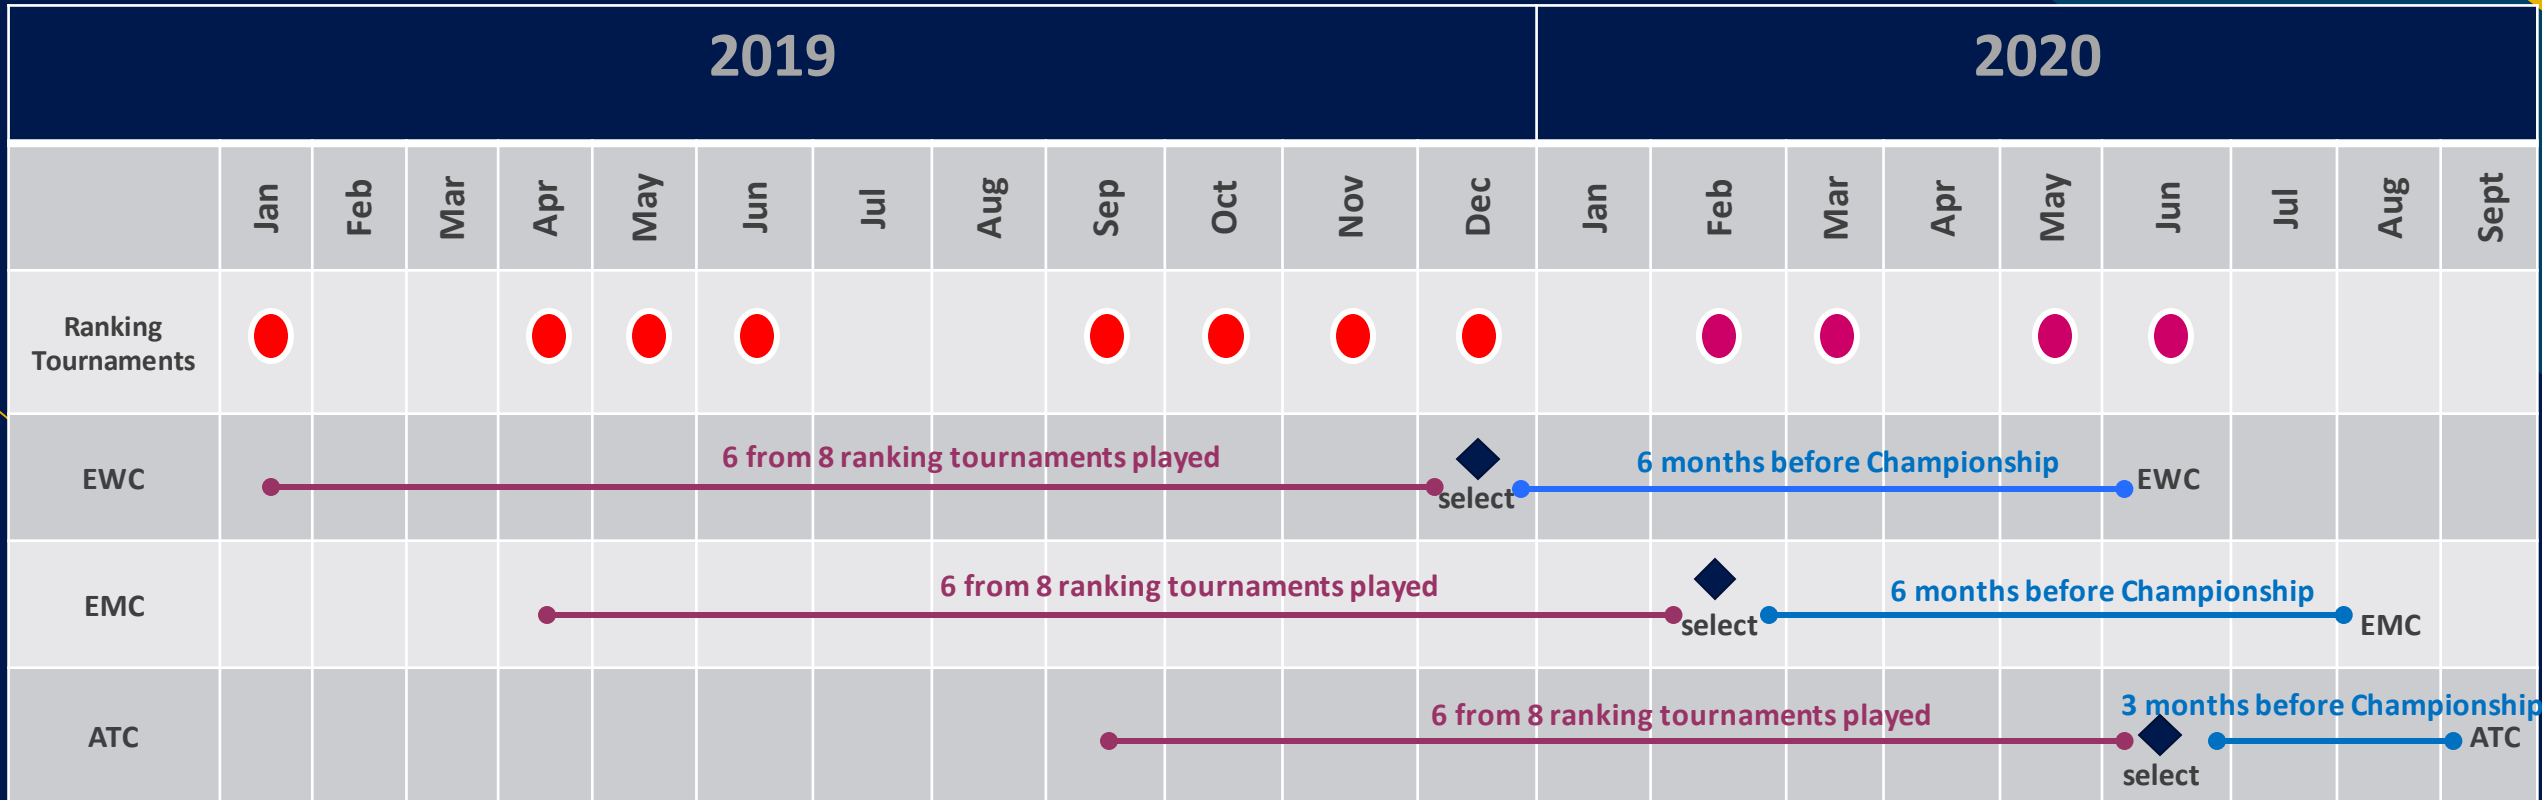 2019
2020
Jan
Feb
Mar
Apr
May
Jun
Jul
Aug
Sep
Oct
Nov
Dec
Jan
Feb
Mar
Apr
May
Jun
Jul
Aug
Sept
Ranking
Tournaments
EWC
6 from 8 ranking tournaments played
select
6 months before Championship
EWC
EMC
6 from 8 ranking tournaments played
select
6 months before Championship
EMC
ATC
6 from 8 ranking tournaments played
select
3 months before Championship
ATC